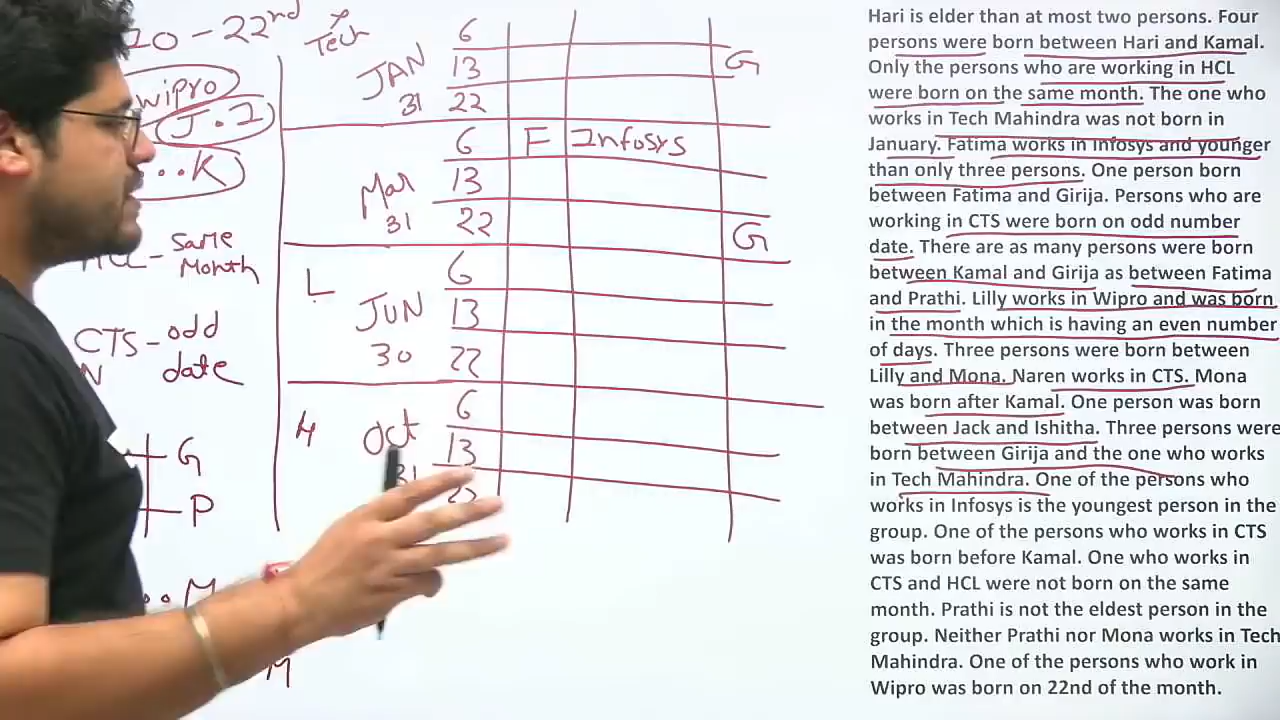 10-22nd
Tech
wipro
J.I
..K
HCL - same
Month
CTS - odd
N date
G
P
..M
M
JAN
31
6
13
22
G
Mar
31
6 F Infosys
13
22
G
L
JUN
30
6
13
22
Oct
31
6
13
22
Hari is elder than at most two persons. Four
persons were born between Hari and Kamal.
Only the persons who are working in HCL
were born on the same month. The one who
works in Tech Mahindra was not born in
January. Fatima works in Infosys and younger
than only three persons. One person born
between Fatima and Girija. Persons who are
working in CTS were born on odd number
date. There are as many persons were born
between Kamal and Girija as between Fatima
and Prathi. Lilly works in Wipro and was born
in the month which is having an even number
of days. Three persons were born between
Lilly and Mona. Naren works in CTS. Mona
was born after Kamal. One person was born
between Jack and Ishitha. Three persons were
born between Girija and the one who works
in Tech Mahindra. One of the persons who
works in Infosys is the youngest person in the
group. One of the persons who works in CTS
was born before Kamal. One who works in
CTS and HCL were not born on the same
month. Prathi is not the eldest person in the
group. Neither Prathi nor Mona works in Tech
Mahindra. One of the persons who work in
Wipro was born on 22nd of the month.